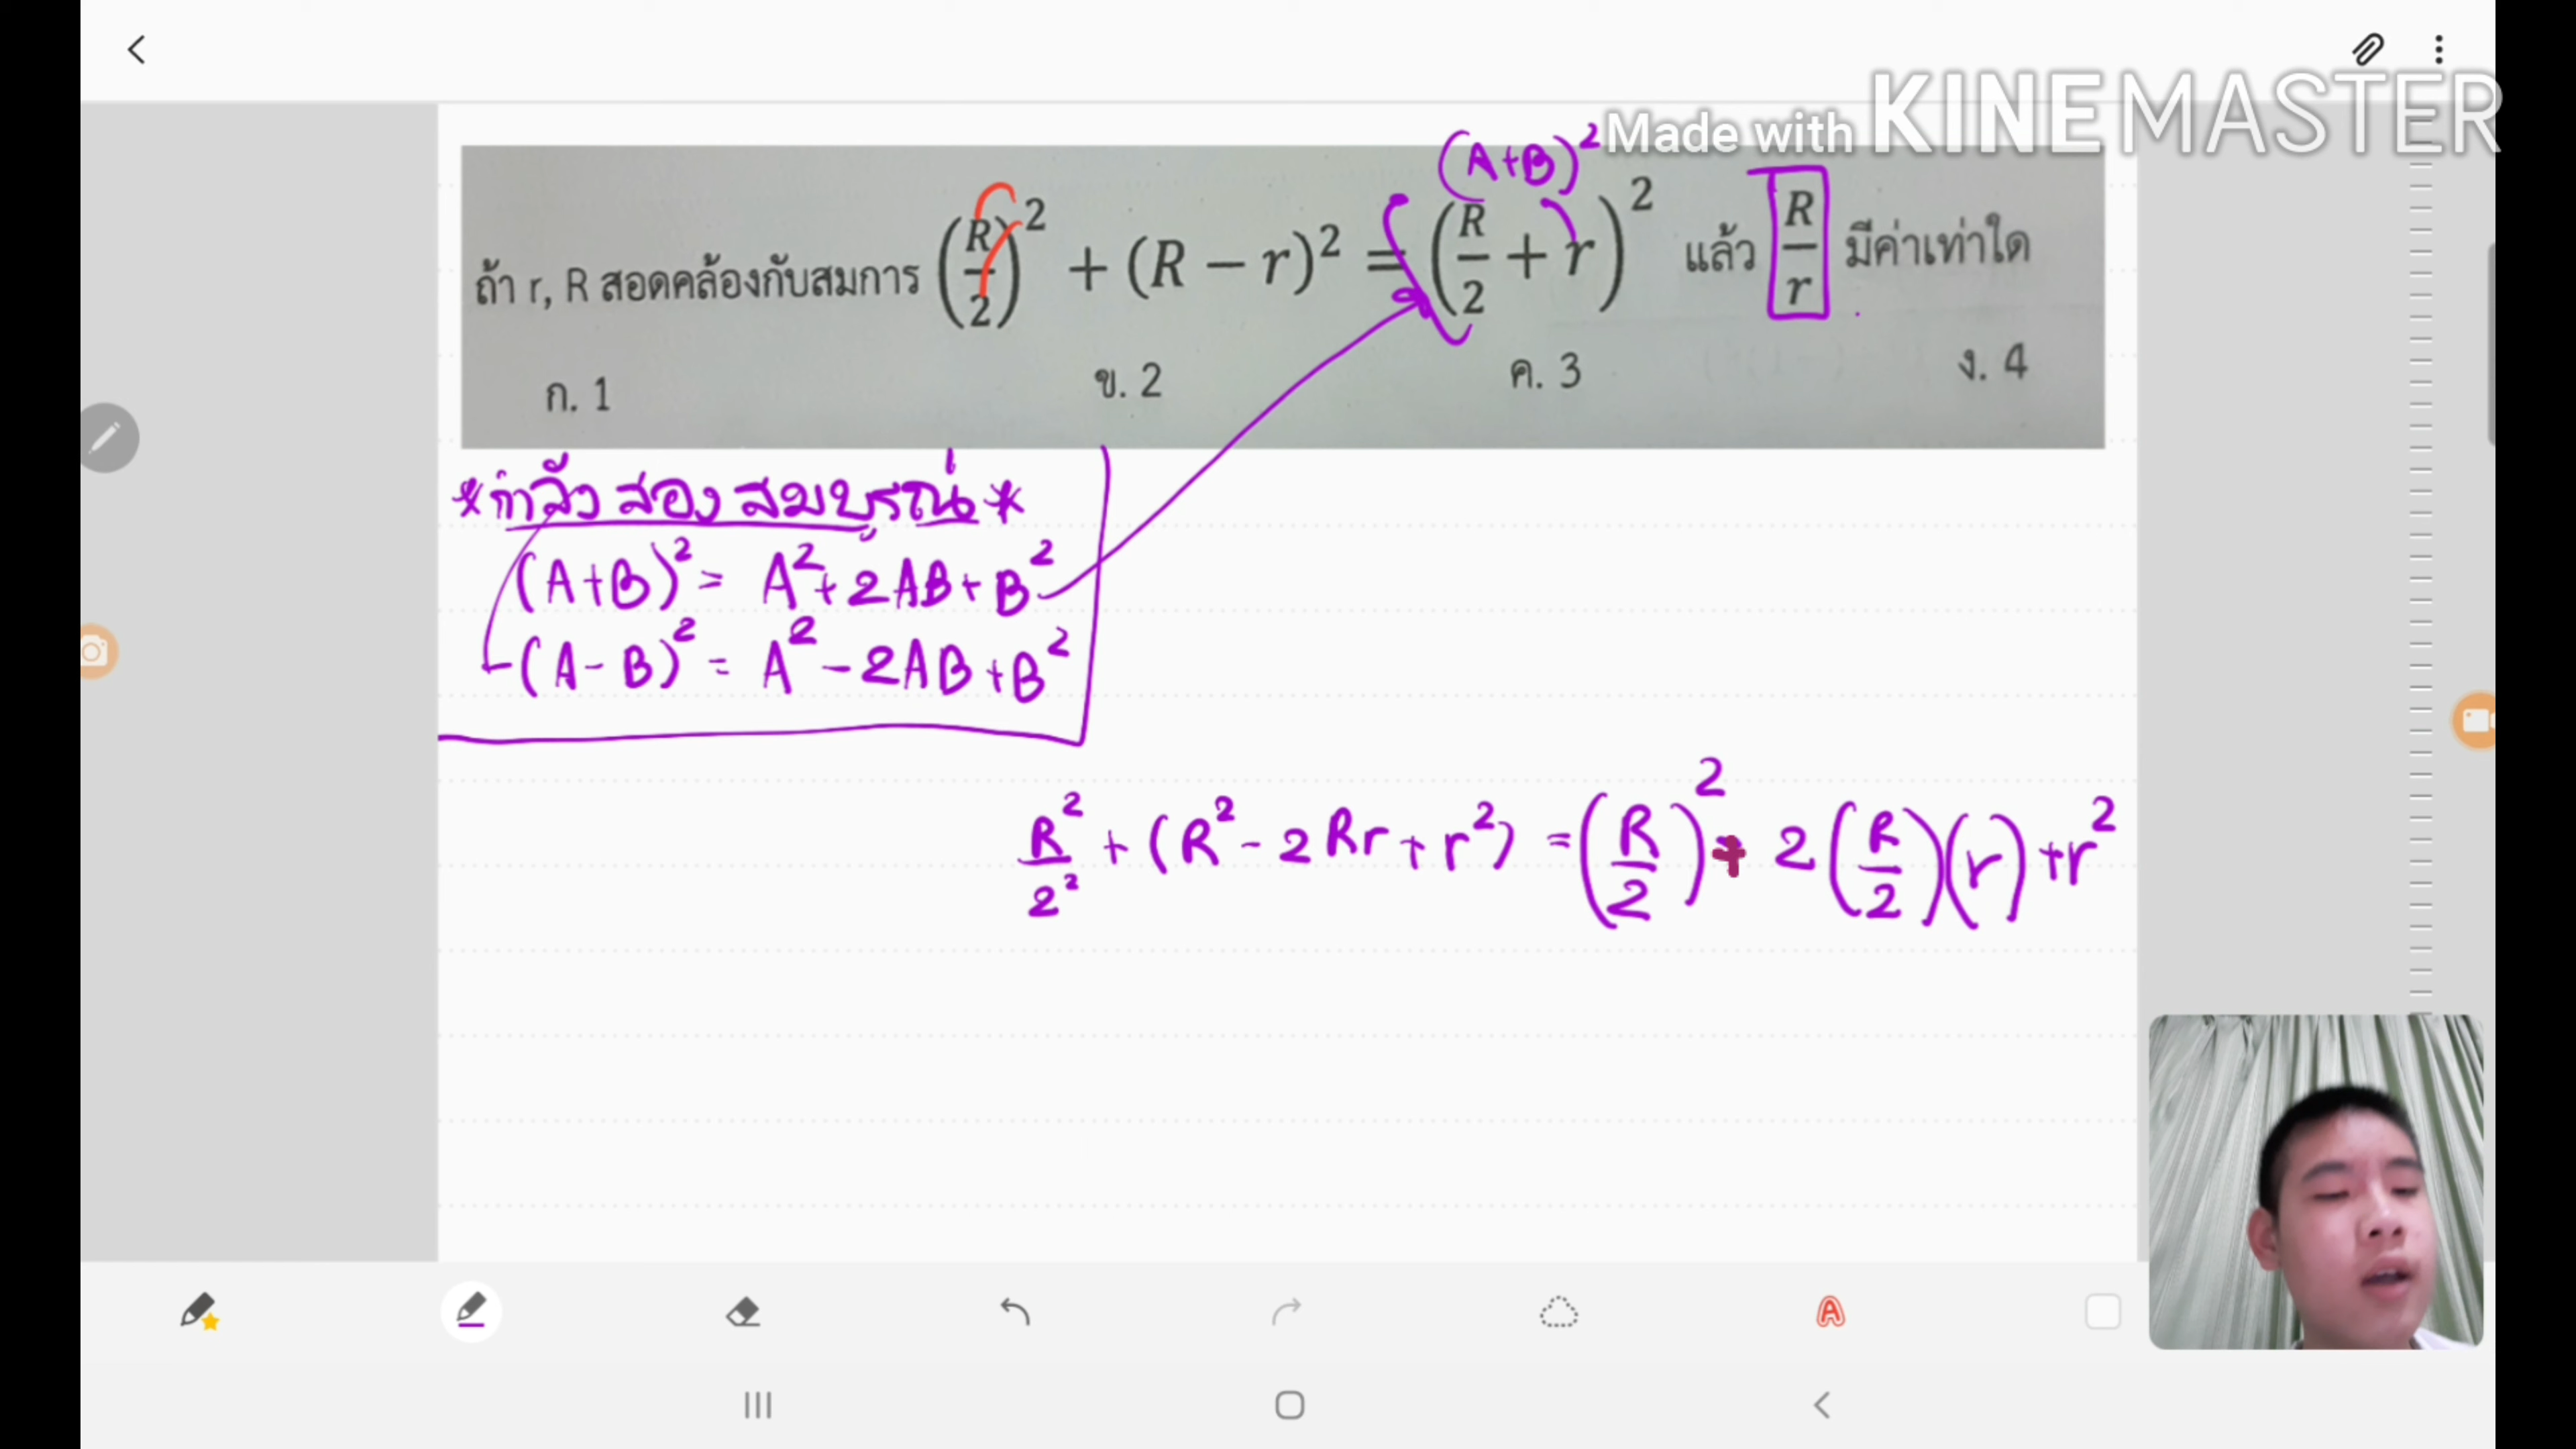 Made with KINEMASTER
(A+B)²
ถ้า r, R สอดคล้องกับสมการ (R/2)² + (R − r)² = (R/2 + r)² แล้ว R/r มีค่าเท่าใด
ก. 1 ข. 2 ค. 3 ง. 4
*กำลังสองสมบูรณ์*
(A+B)² = A² + 2AB + B²
(A-B)² = A² - 2AB + B²
R²/2² + (R² - 2Rr + r²) = (R/2)² + 2(R/2)(r) + r²
A